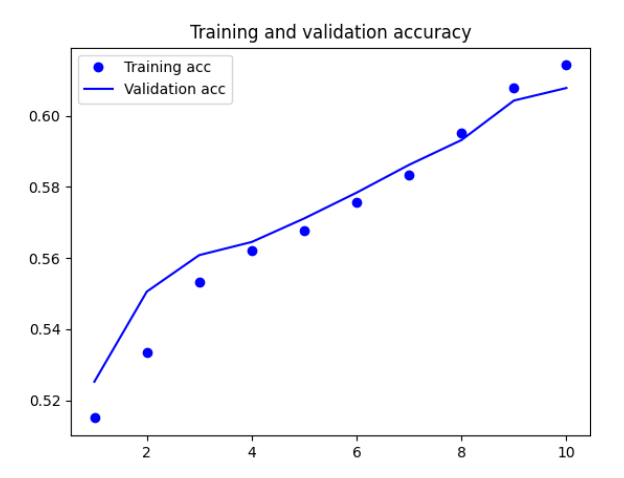 Training and validation accuracy
Training acc
Validation acc
0.60
0.58
0.56
0.54
0.52
2 4 6 8 10